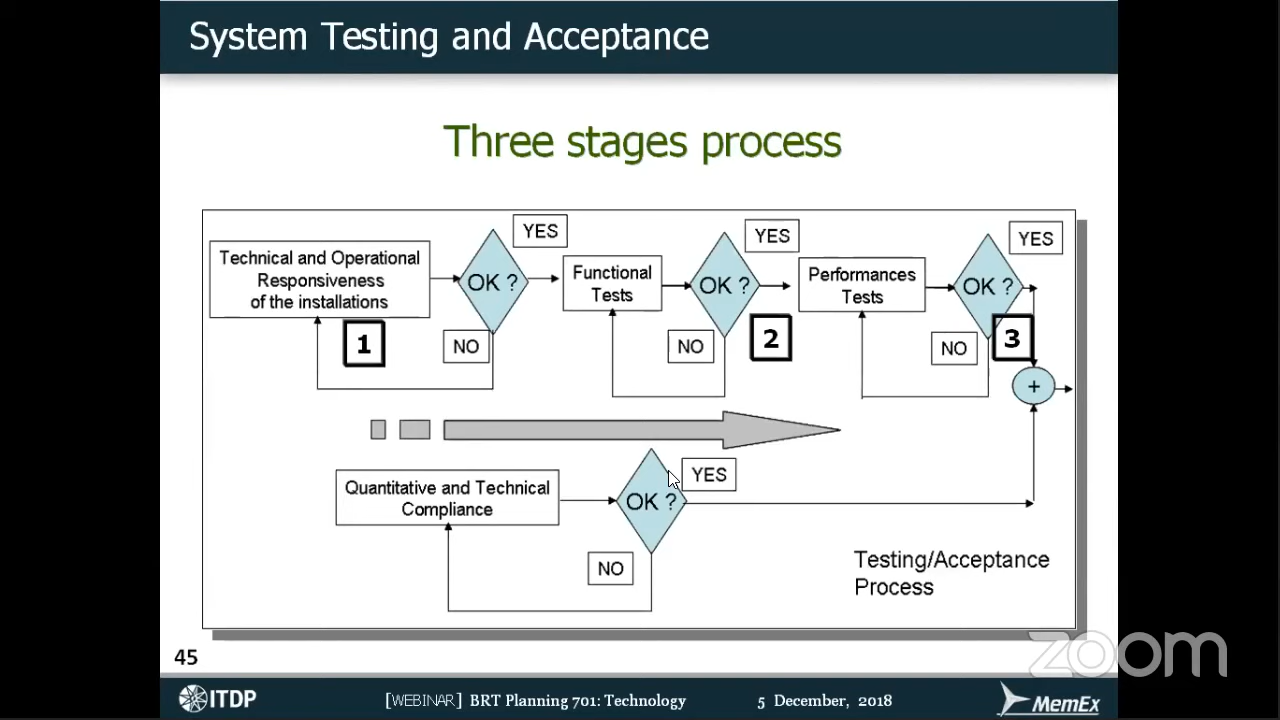 System Testing and Acceptance
Three stages process
Technical and Operational
Responsiveness
of the installations
1
OK ?
YES
NO
Functional
Tests
OK ?
YES
NO
2
Performances
Tests
OK ?
YES
NO
3
+
Quantitative and Technical
Compliance
OK ?
YES
NO
Testing/Acceptance
Process
45
zoom
ITDP
[WEBINAR] BRT Planning 701: Technology
5 December, 2018
MemEx